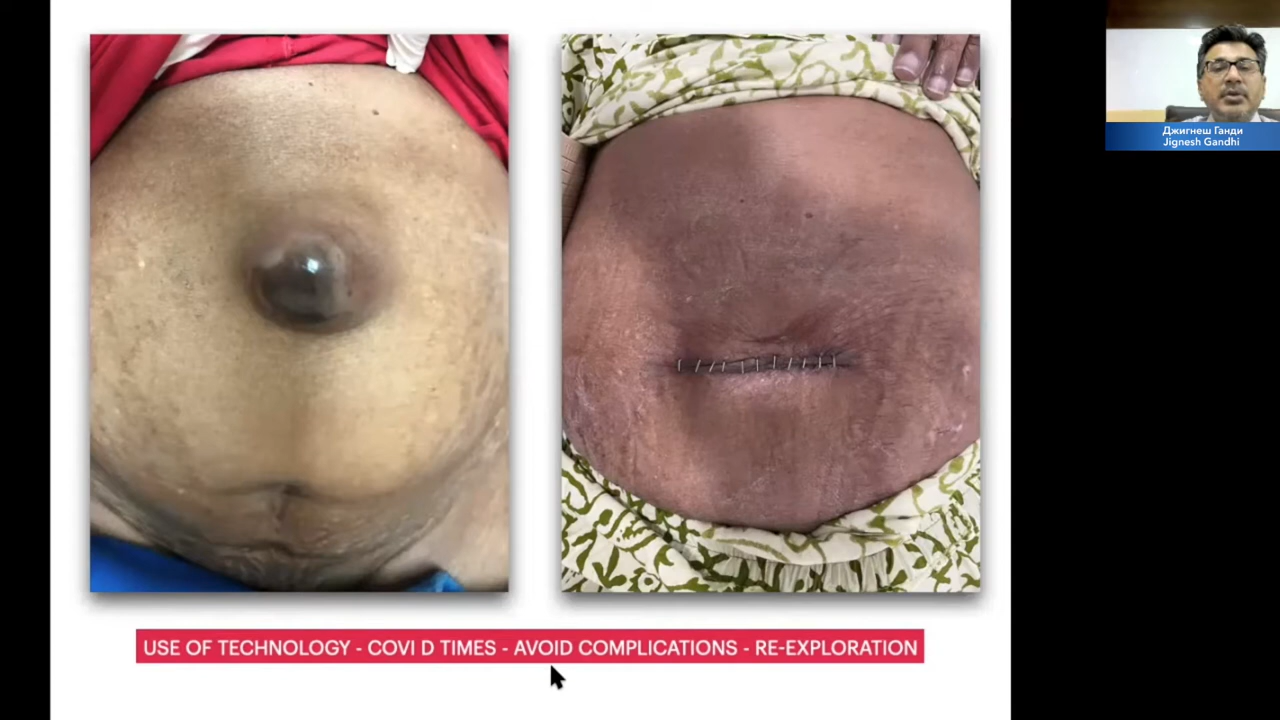 Джигнеш Ганди
Jignesh Gandhi
USE OF TECHNOLOGY - COVI D TIMES - AVOID COMPLICATIONS - RE-EXPLORATION